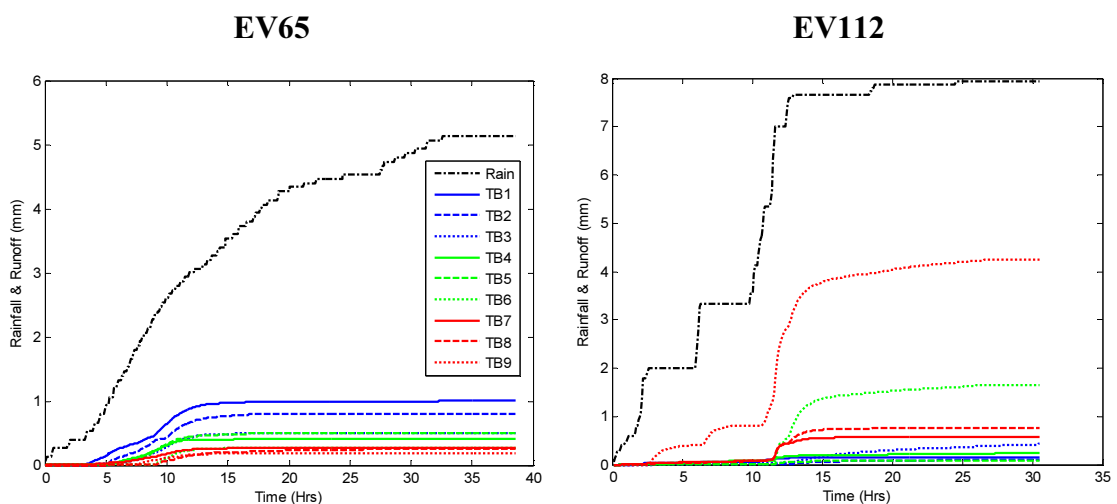 EV65
EV112
6
5
4
3
2
1
0
Rainfall & Runoff (mm)
0 5 10 15 20 25 30 35 40
Time (Hrs)
Rain
TB1
TB2
TB3
TB4
TB5
TB6
TB7
TB8
TB9
8
7
6
5
4
3
2
1
0
Rainfall & Runoff (mm)
0 5 10 15 20 25 30 35
Time (Hrs)